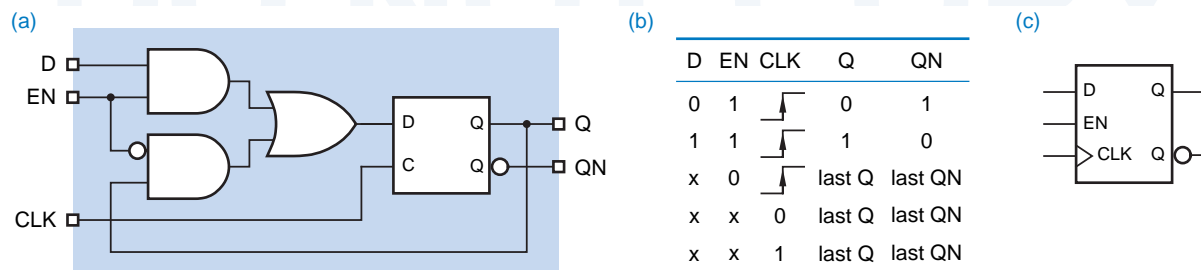 (a)
D
EN
CLK
D
C
Q
Q
Q
QN
(b)
D EN CLK Q QN
0 1 0 1
1 1 1 0
x 0 last Q last QN
x x 0 last Q last QN
x x 1 last Q last QN
(c)
D Q
EN
CLK Q